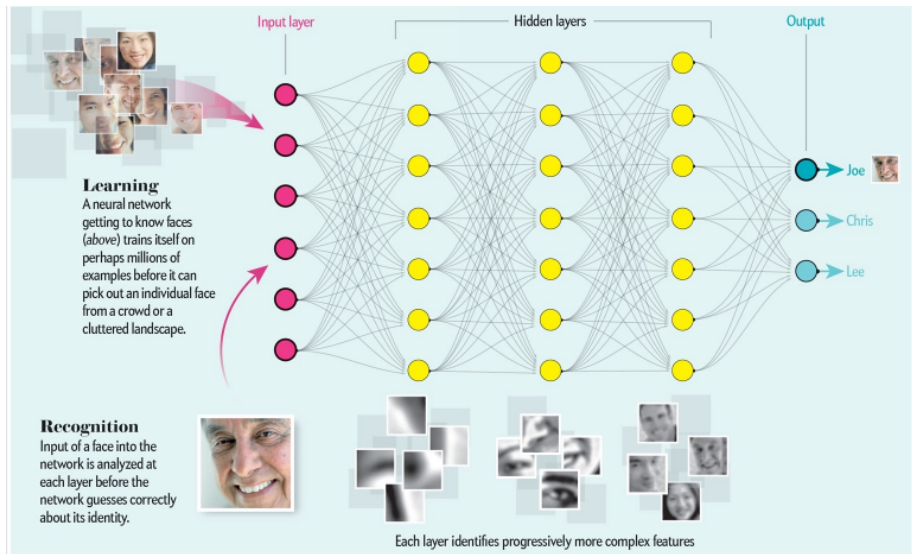 Input layer
Hidden layers
Output
Learning
A neural network
getting to know faces
(above) trains itself on
perhaps millions of
examples before it can
pick out an individual face
from a crowd or a
cluttered landscape.
Joe
Chris
Lee
Recognition
Input of a face into the
network is analyzed at
each layer before the
network guesses correctly
about its identity.
Each layer identifies progressively more complex features